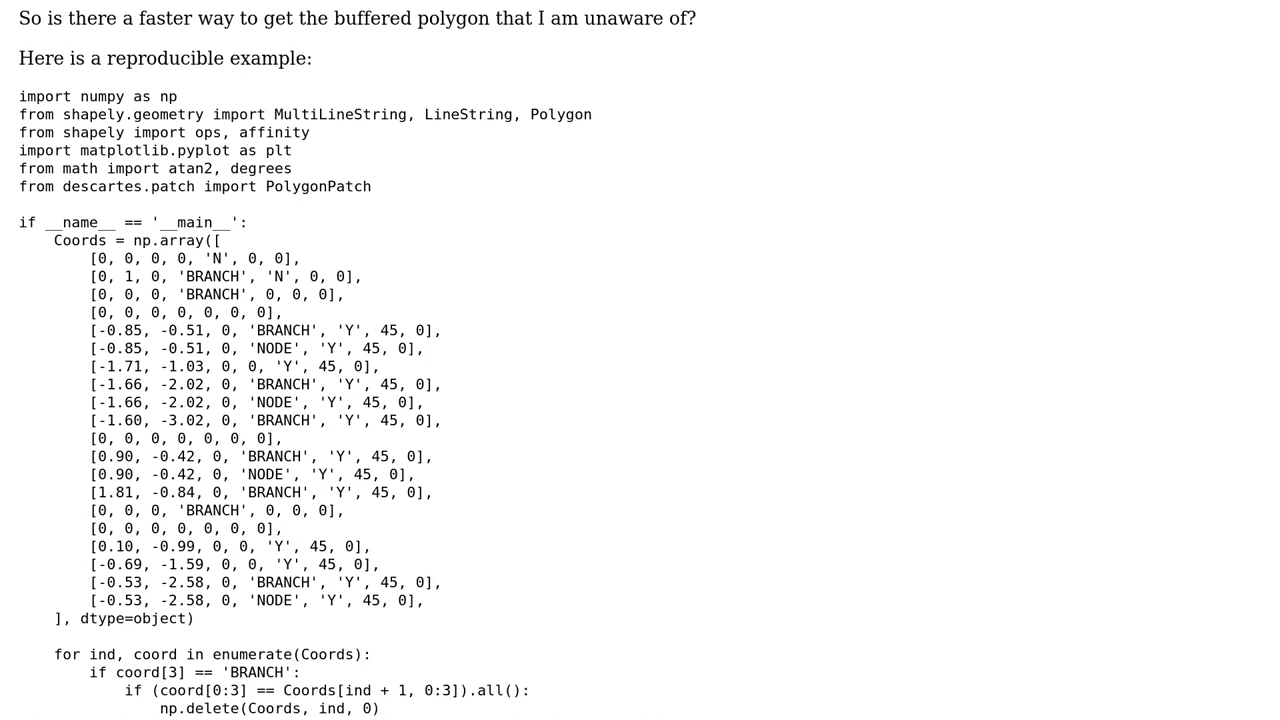 So is there a faster way to get the buffered polygon that I am unaware of?
Here is a reproducible example:
import numpy as np
from shapely.geometry import MultiLineString, LineString, Polygon
from shapely import ops, affinity
import matplotlib.pyplot as plt
from math import atan2, degrees
from descartes.patch import PolygonPatch
if __name__ == '__main__':
    Coords = np.array([
        [0, 0, 0, 0, 'N', 0, 0],
        [0, 1, 0, 'BRANCH', 'N', 0, 0],
        [0, 0, 0, 'BRANCH', 0, 0, 0],
        [0, 0, 0, 0, 0, 0, 0],
        [-0.85, -0.51, 0, 'BRANCH', 'Y', 45, 0],
        [-0.85, -0.51, 0, 'NODE', 'Y', 45, 0],
        [-1.71, -1.03, 0, 0, 'Y', 45, 0],
        [-1.66, -2.02, 0, 'BRANCH', 'Y', 45, 0],
        [-1.66, -2.02, 0, 'NODE', 'Y', 45, 0],
        [-1.60, -3.02, 0, 'BRANCH', 'Y', 45, 0],
        [0, 0, 0, 0, 0, 0, 0],
        [0.90, -0.42, 0, 'BRANCH', 'Y', 45, 0],
        [0.90, -0.42, 0, 'NODE', 'Y', 45, 0],
        [1.81, -0.84, 0, 'BRANCH', 'Y', 45, 0],
        [0, 0, 0, 'BRANCH', 0, 0, 0],
        [0, 0, 0, 0, 0, 0, 0],
        [0.10, -0.99, 0, 0, 'Y', 45, 0],
        [-0.69, -1.59, 0, 0, 'Y', 45, 0],
        [-0.53, -2.58, 0, 'BRANCH', 'Y', 45, 0],
        [-0.53, -2.58, 0, 'NODE', 'Y', 45, 0],
    ], dtype=object)
    for ind, coord in enumerate(Coords):
        if coord[3] == 'BRANCH':
            if (coord[0:3] == Coords[ind + 1, 0:3]).all():
                np.delete(Coords, ind, 0)